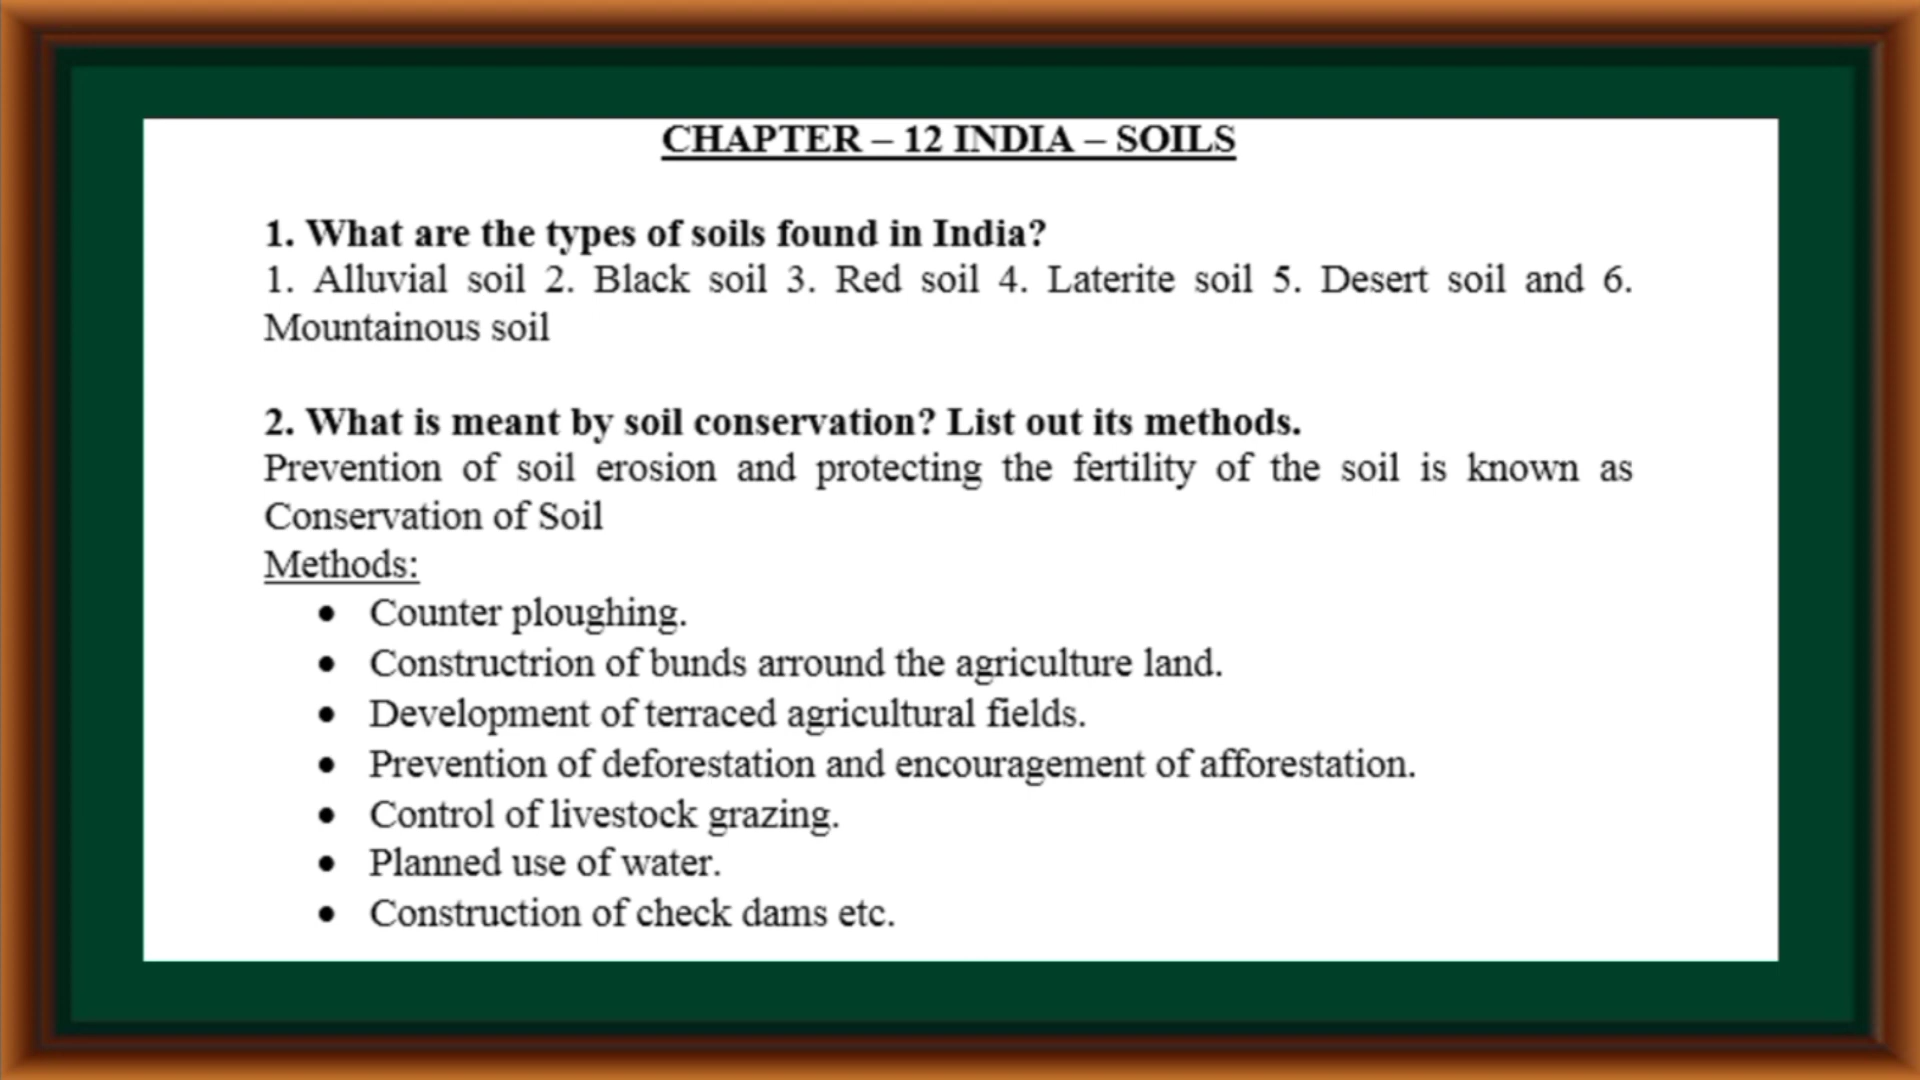 CHAPTER – 12 INDIA – SOILS
1. What are the types of soils found in India?
1. Alluvial soil 2. Black soil 3. Red soil 4. Laterite soil 5. Desert soil and 6.
Mountainous soil
2. What is meant by soil conservation? List out its methods.
Prevention of soil erosion and protecting the fertility of the soil is known as
Conservation of Soil
Methods:
• Counter ploughing.
• Constructrion of bunds arround the agriculture land.
• Development of terraced agricultural fields.
• Prevention of deforestation and encouragement of afforestation.
• Control of livestock grazing.
• Planned use of water.
• Construction of check dams etc.